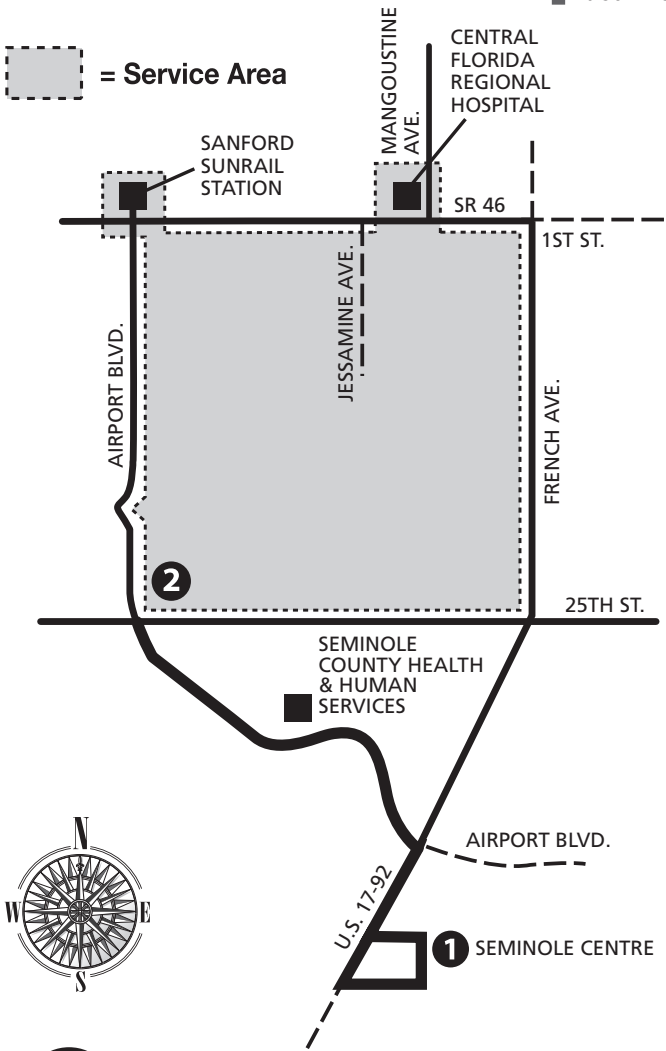 = Service Area
MANGOUSTINE
AVE.
CENTRAL
FLORIDA
REGIONAL
HOSPITAL
SANFORD
SUNRAIL
STATION
SR 46
1ST ST.
JESSAMINE AVE.
AIRPORT BLVD.
FRENCH AVE.
2
25TH ST.
SEMINOLE
COUNTY HEALTH
& HUMAN
SERVICES
N
W
E
S
AIRPORT BLVD.
U.S. 17-92
1 SEMINOLE CENTRE